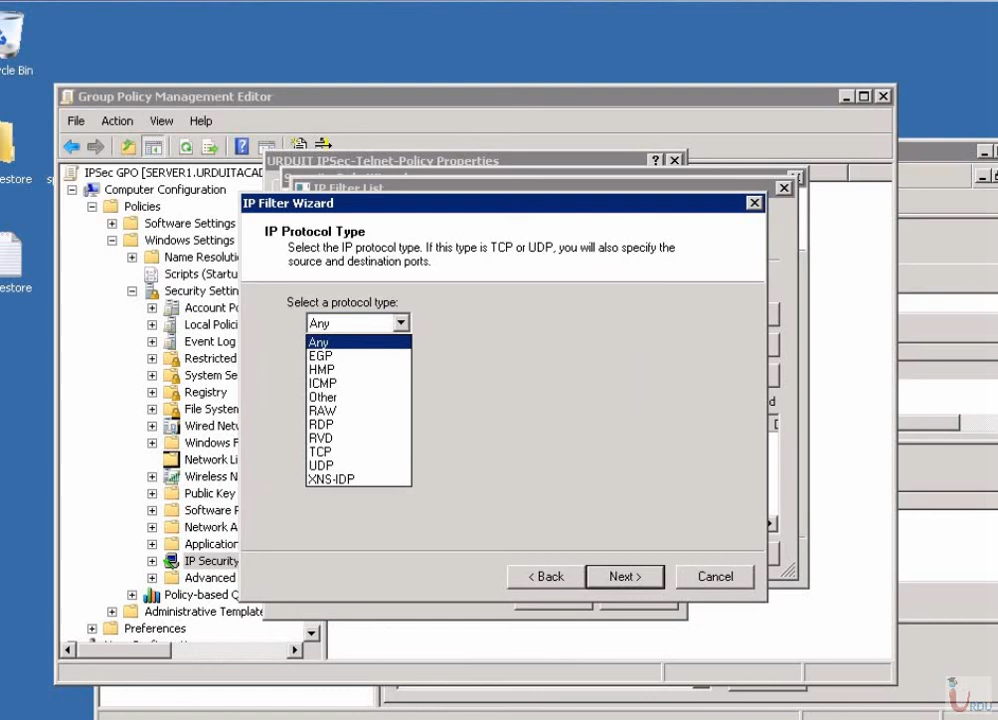 cle Bin
estore
sp
estore
Group Policy Management Editor
File Action View Help
URDUIT IPSec-Telnet-Policy Properties
IP Filter List
IPSec GPO [SERVER1.URDUITACAD
Computer Configuration
Policies
Software Settings
Windows Settings
Name Resoluti
Scripts (Startu
Security Settin
Account Po
Local Polici
Event Log
Restricted
System Se
Registry
File System
Wired Netw
Windows F
Network Li
Wireless N
Public Key
Software R
Network A
Application
IP Security
Advanced
Policy-based Q
Administrative Template
Preferences
IP Filter Wizard
IP Protocol Type
Select the IP protocol type. If this type is TCP or UDP, you will also specify the
source and destination ports.
Select a protocol type:
Any
Any
EGP
HMP
ICMP
Other
RAW
RDP
RVD
TCP
UDP
XNS-IDP
< Back Next > Cancel
URDU